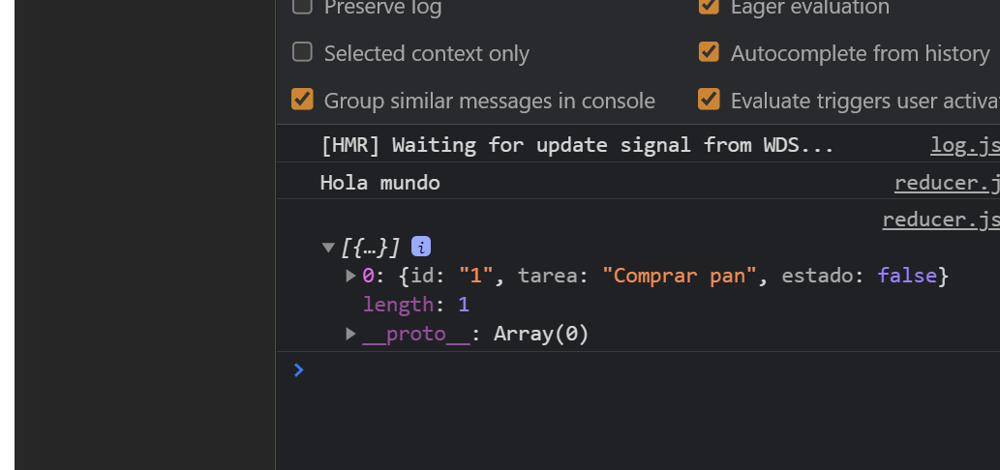 Preserve log
Eager evaluation
Selected context only
Autocomplete from history
Group similar messages in console
Evaluate triggers user
[HMR] Waiting for update signal from WDS...
log.js
Hola mundo
reducer.j
reducer.js
[{…}] i
0: {id: "1", tarea: "Comprar pan", estado: false}
length: 1
__proto__: Array(0)